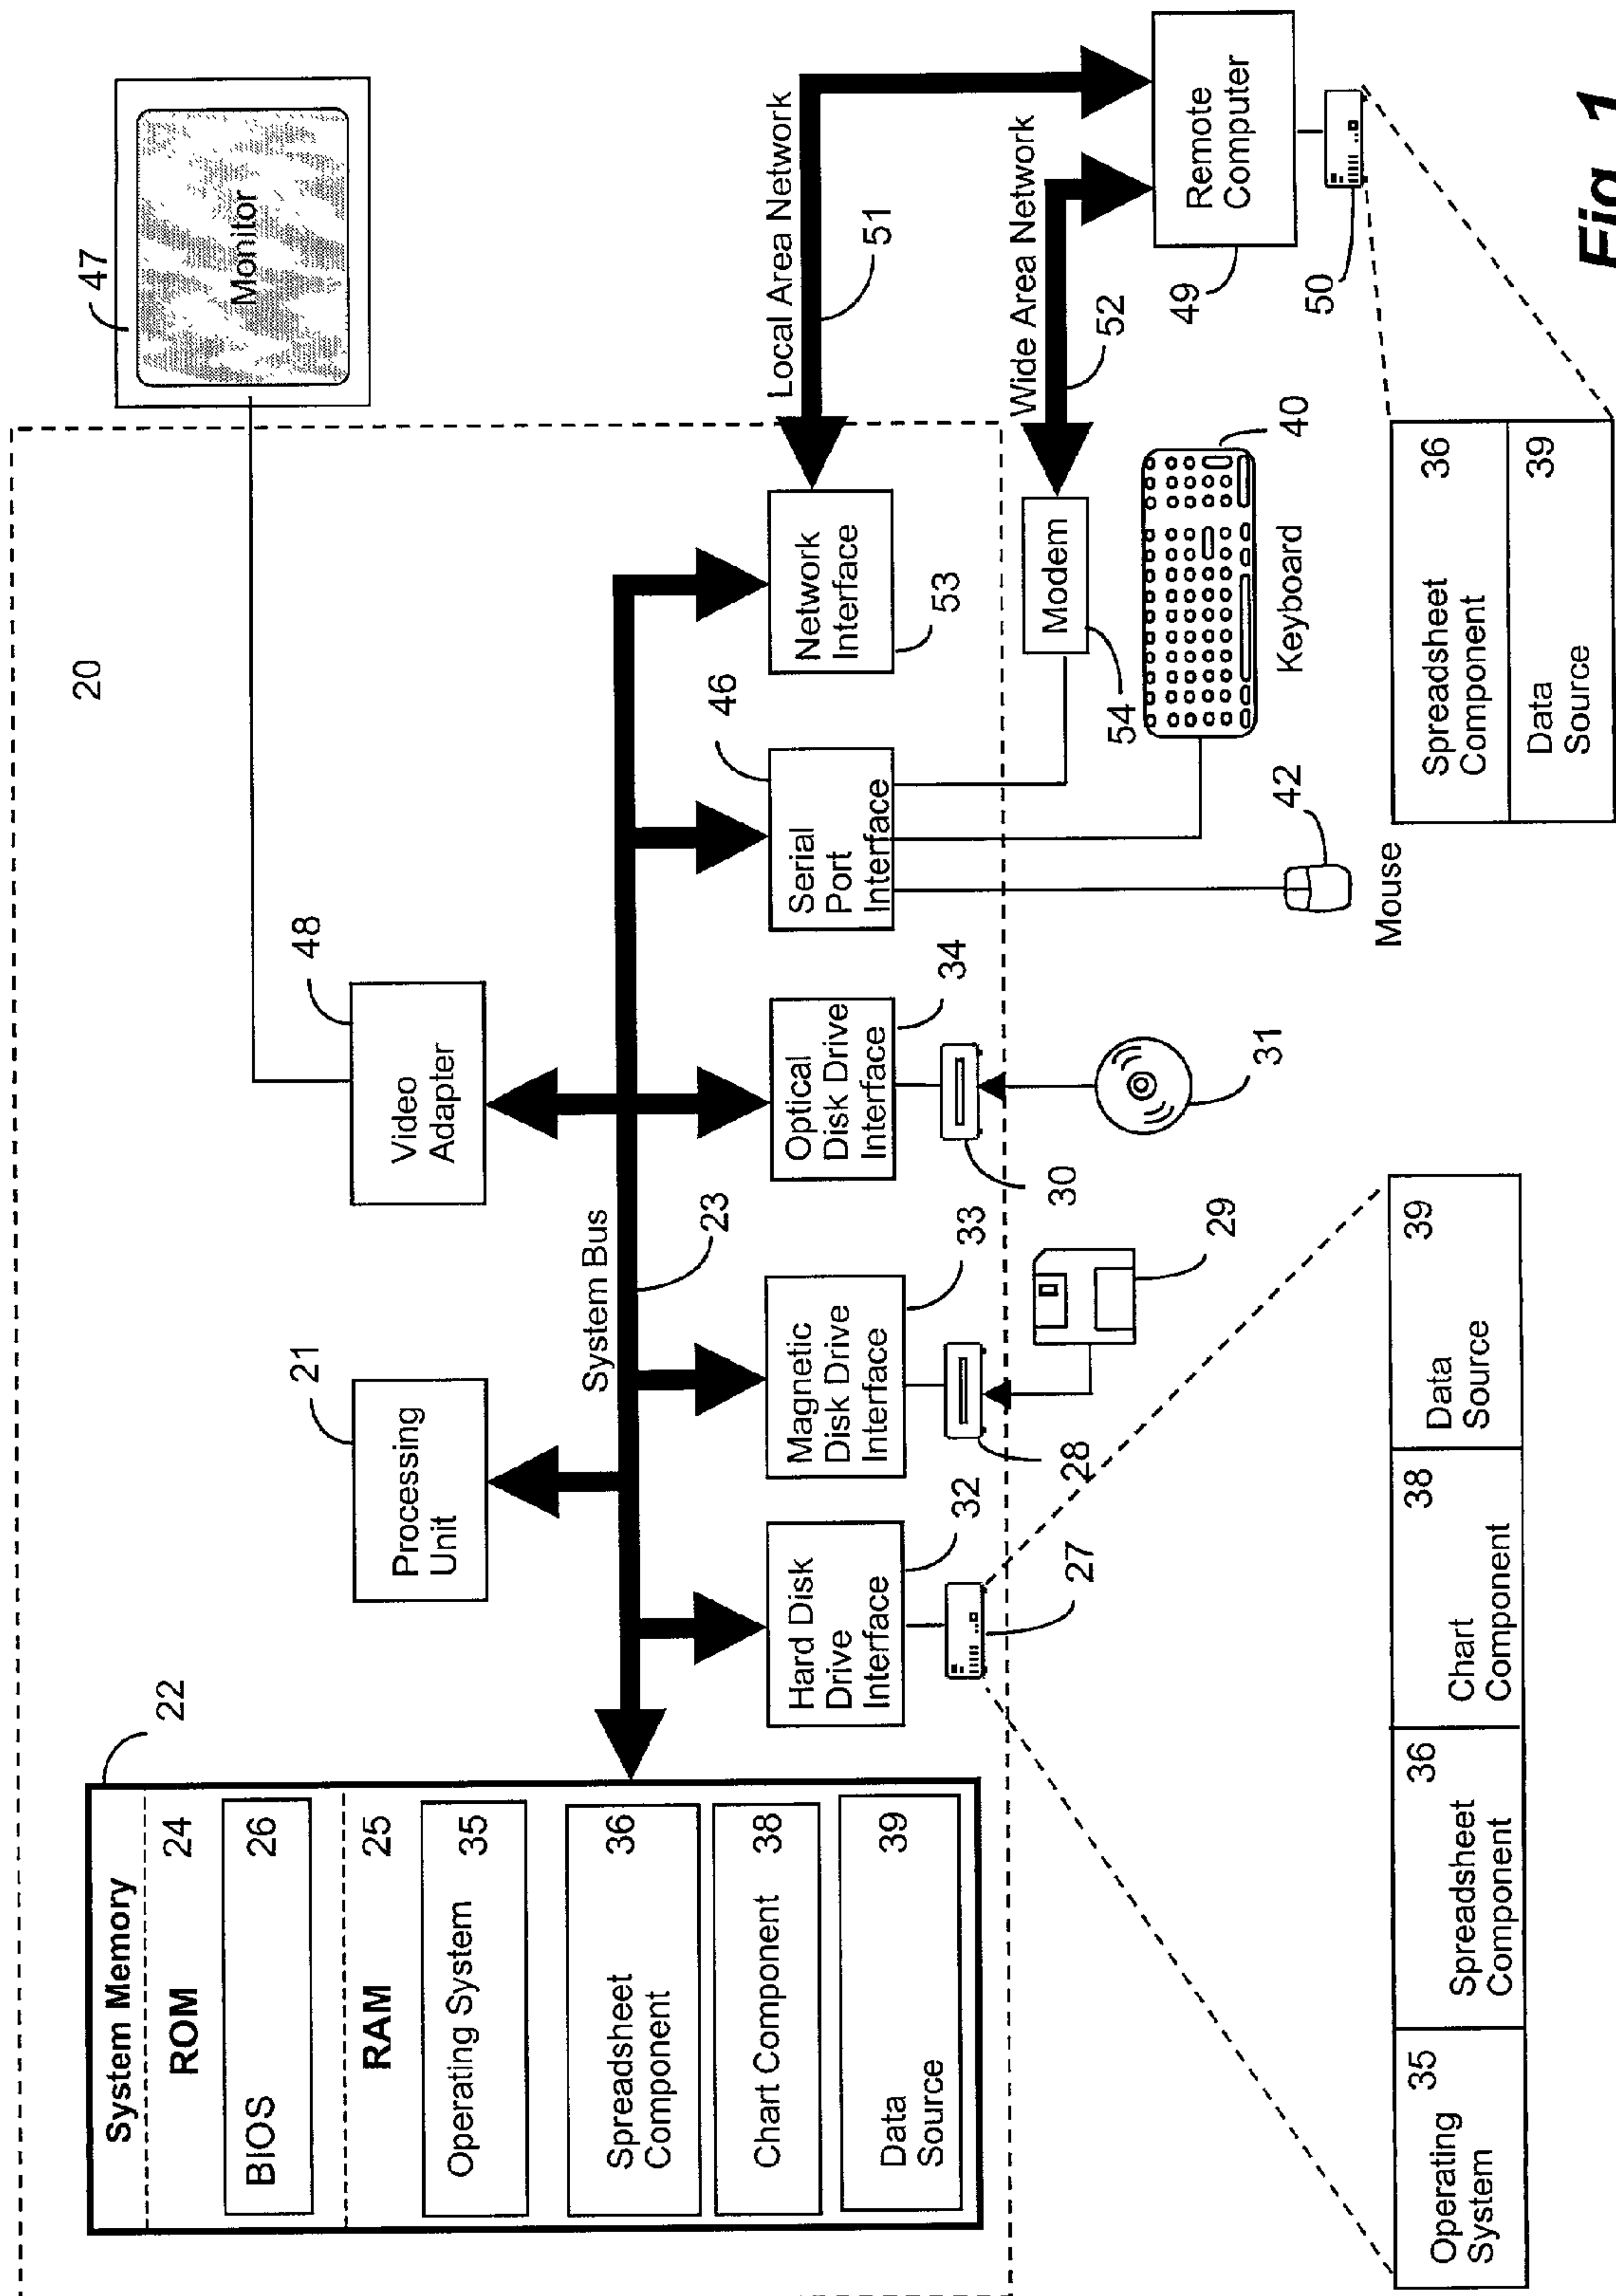 20
System Memory
22
ROM 24
BIOS 26
RAM 25
Operating System 35
Spreadsheet
Component
36
Chart Component 38
Data
Source
39
Processing
Unit
21
Video
Adapter
48
47
Monitor
System Bus
23
Hard Disk
Drive
Interface
32
Magnetic
Disk Drive
Interface
33
Optical
Disk Drive
Interface
34
Serial
Port
Interface
46
Network
Interface
53
Local Area Network
51
27
28
30
29
31
Modem
54
Wide Area Network
52
Keyboard
40
Mouse
42
Remote
Computer
49
50
Operating
System
35
Spreadsheet
Component
36
Chart
Component
38
Data
Source
39
Spreadsheet
Component
36
Data
Source
39
Fig. 1